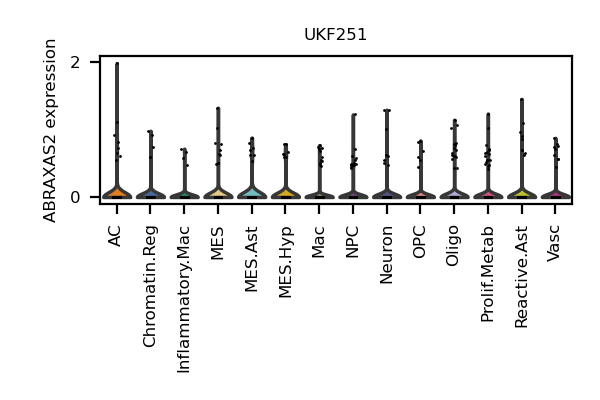 UKF251
ABRAXAS2 expression
2
0
AC
Chromatin.Reg
Inflammatory.Mac
MES
MES.Ast
MES.Hyp
Mac
NPC
Neuron
OPC
Oligo
Prolif.Metab
Reactive.Ast
Vasc